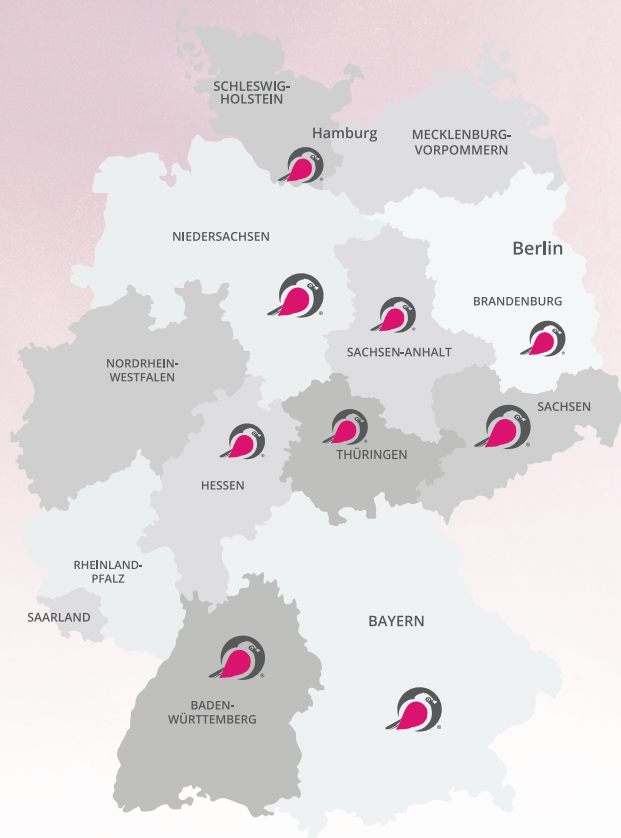 SCHLESWIG-
HOLSTEIN
Hamburg
MECKLENBURG-
VORPOMMERN
NIEDERSACHSEN
Berlin
BRANDENBURG
SACHSEN-ANHALT
NORDRHEIN-
WESTFALEN
SACHSEN
THÜRINGEN
HESSEN
RHEINLAND-
PFALZ
SAARLAND
BAYERN
BADEN-
WÜRTTEMBERG